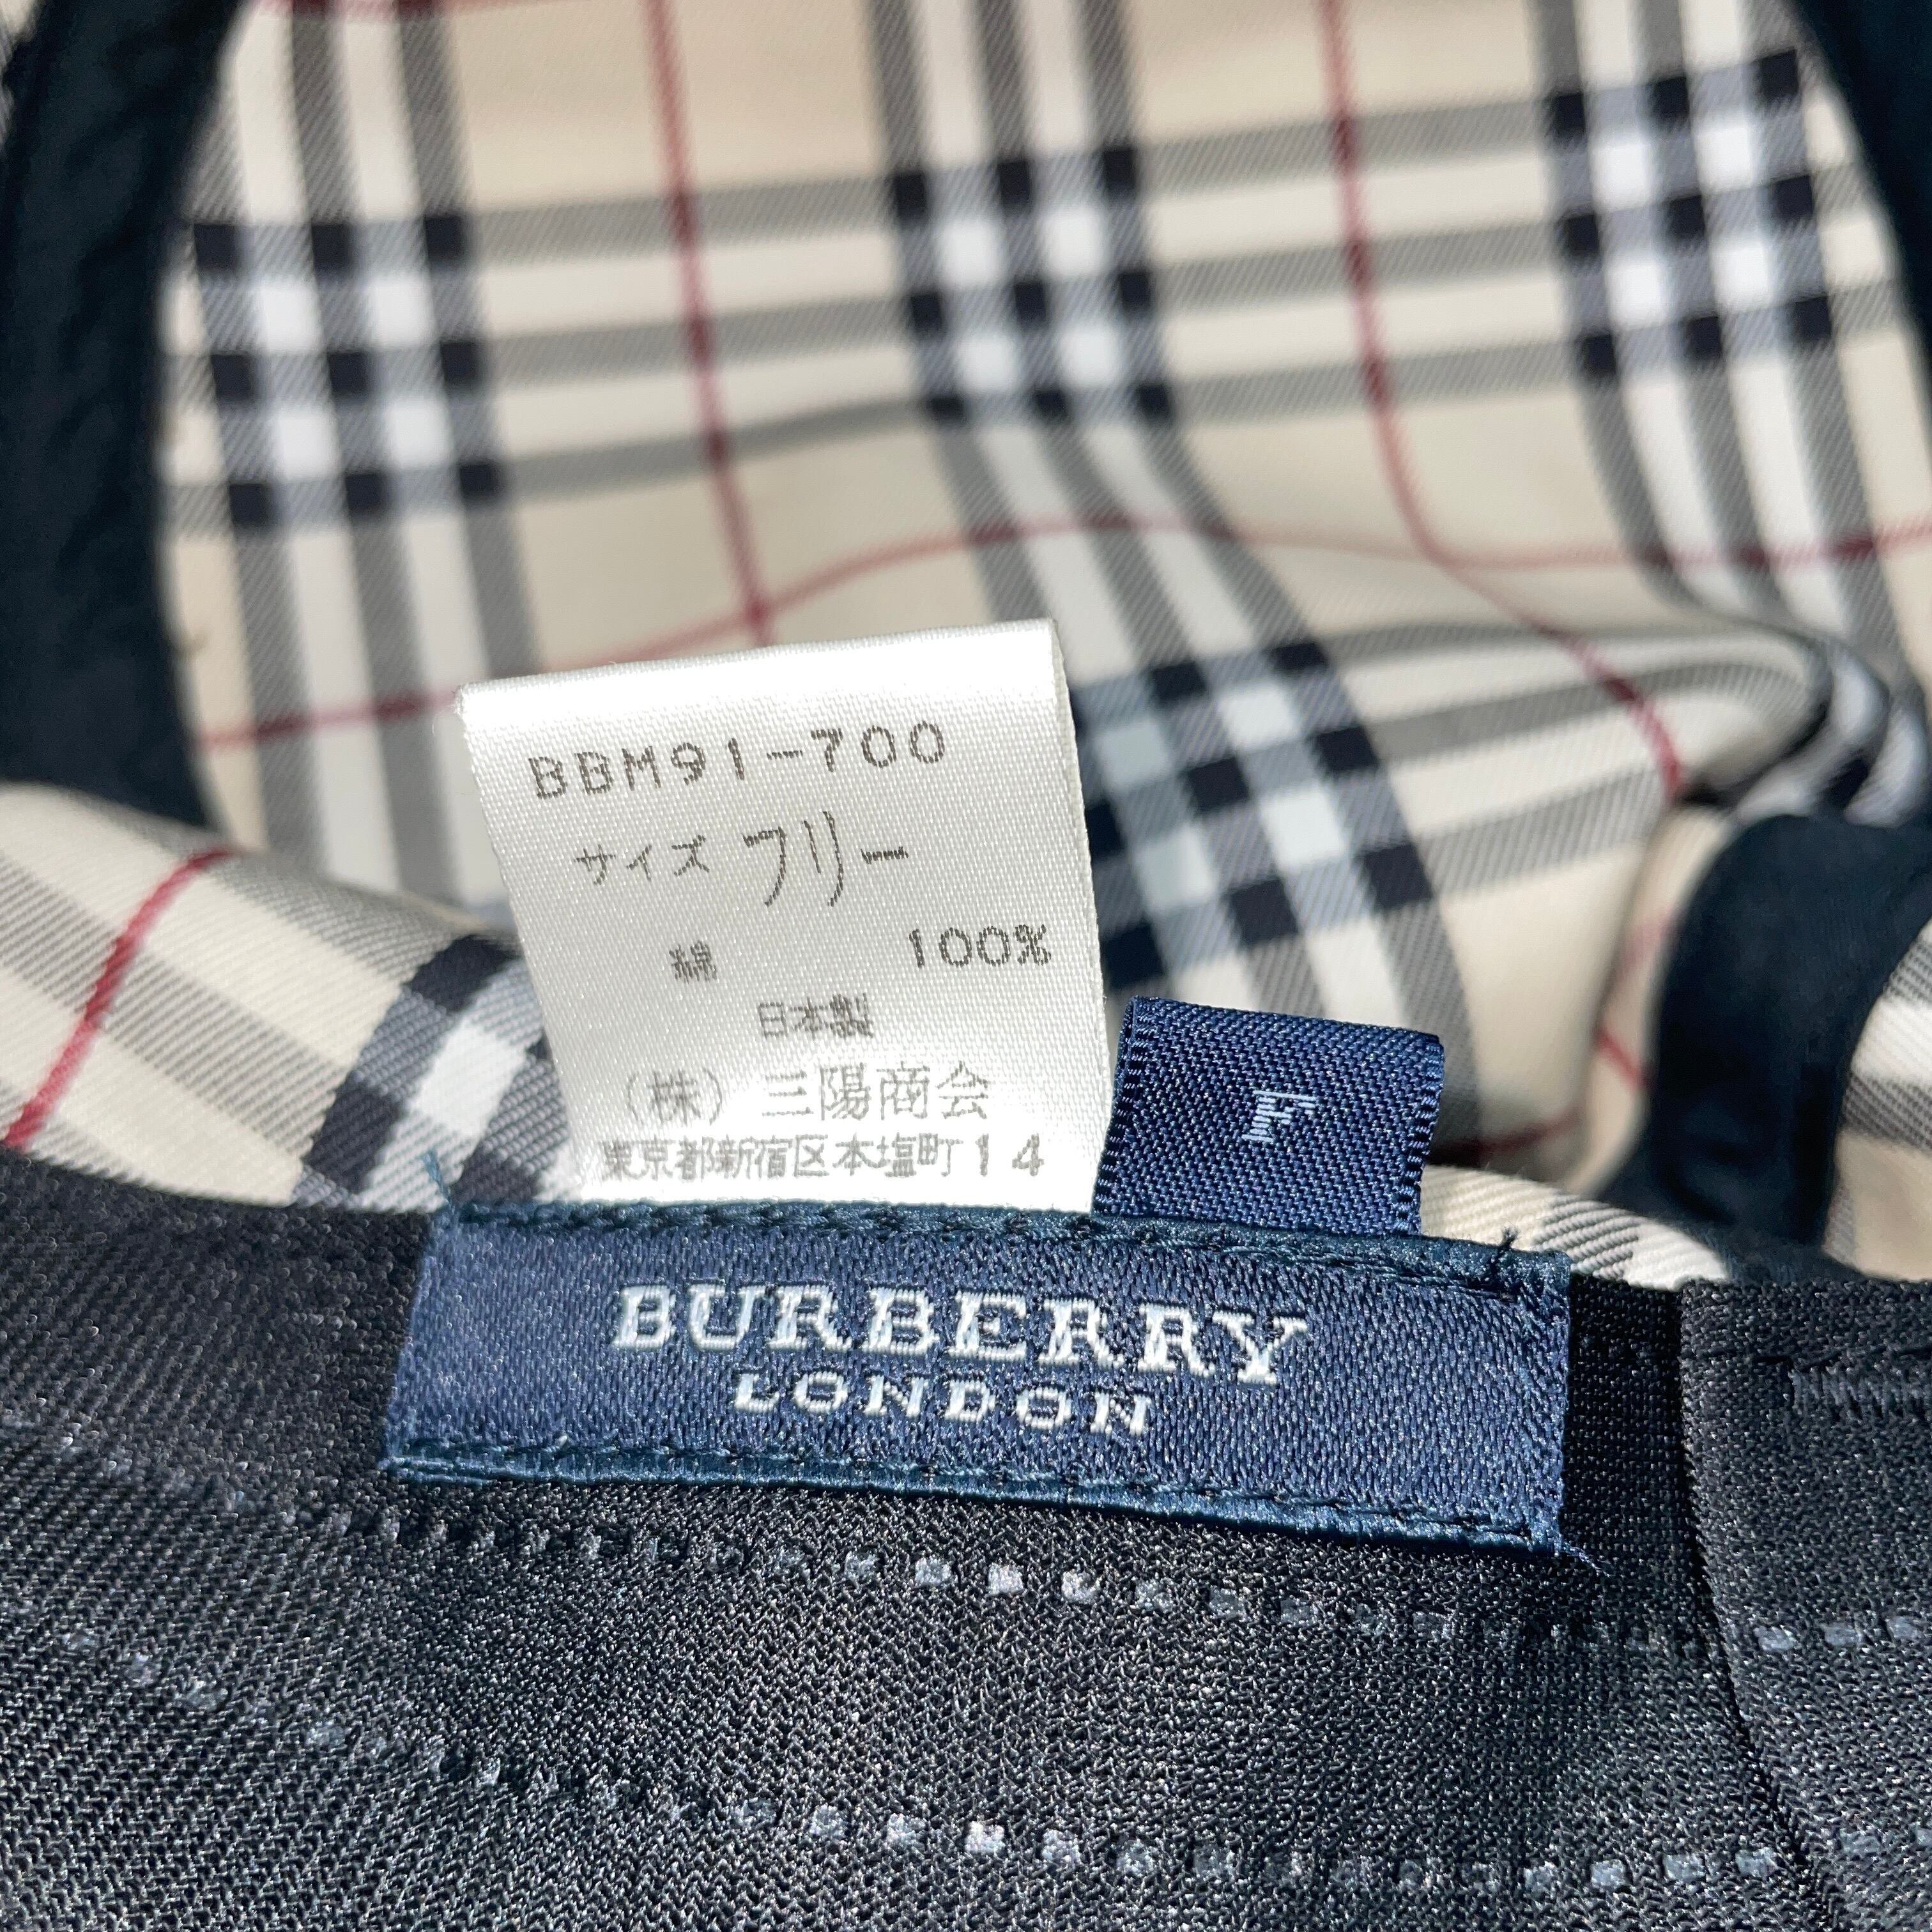 BBM91-700
サイズ フリー
綿 100%
日本製
(株) 三陽商会
東京都新宿区本塩町14
F
BURBERRY
LONDON